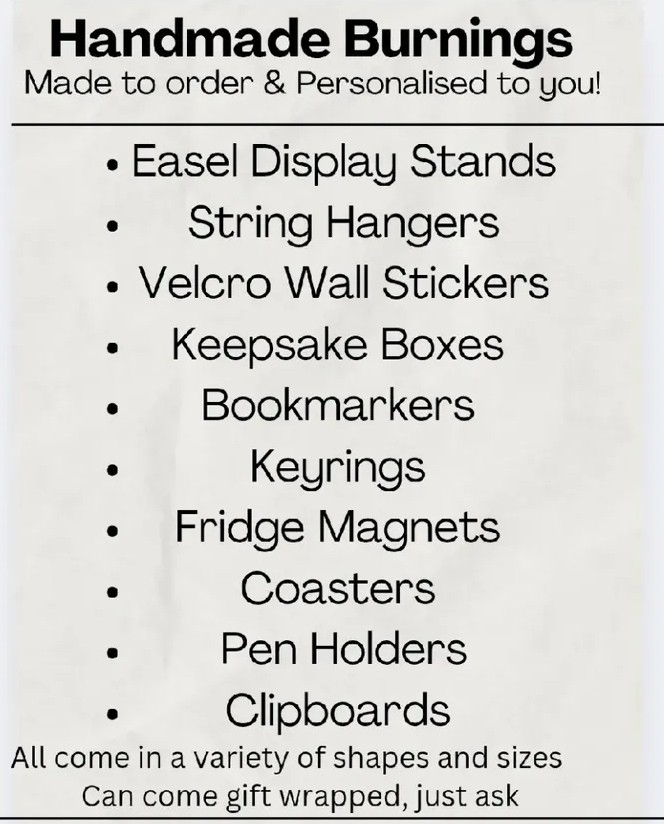 Handmade Burnings
Made to order & Personalised to you!
• Easel Display Stands
• String Hangers
• Velcro Wall Stickers
• Keepsake Boxes
• Bookmarkers
• Keyrings
• Fridge Magnets
• Coasters
• Pen Holders
• Clipboards
All come in a variety of shapes and sizes
Can come gift wrapped, just ask